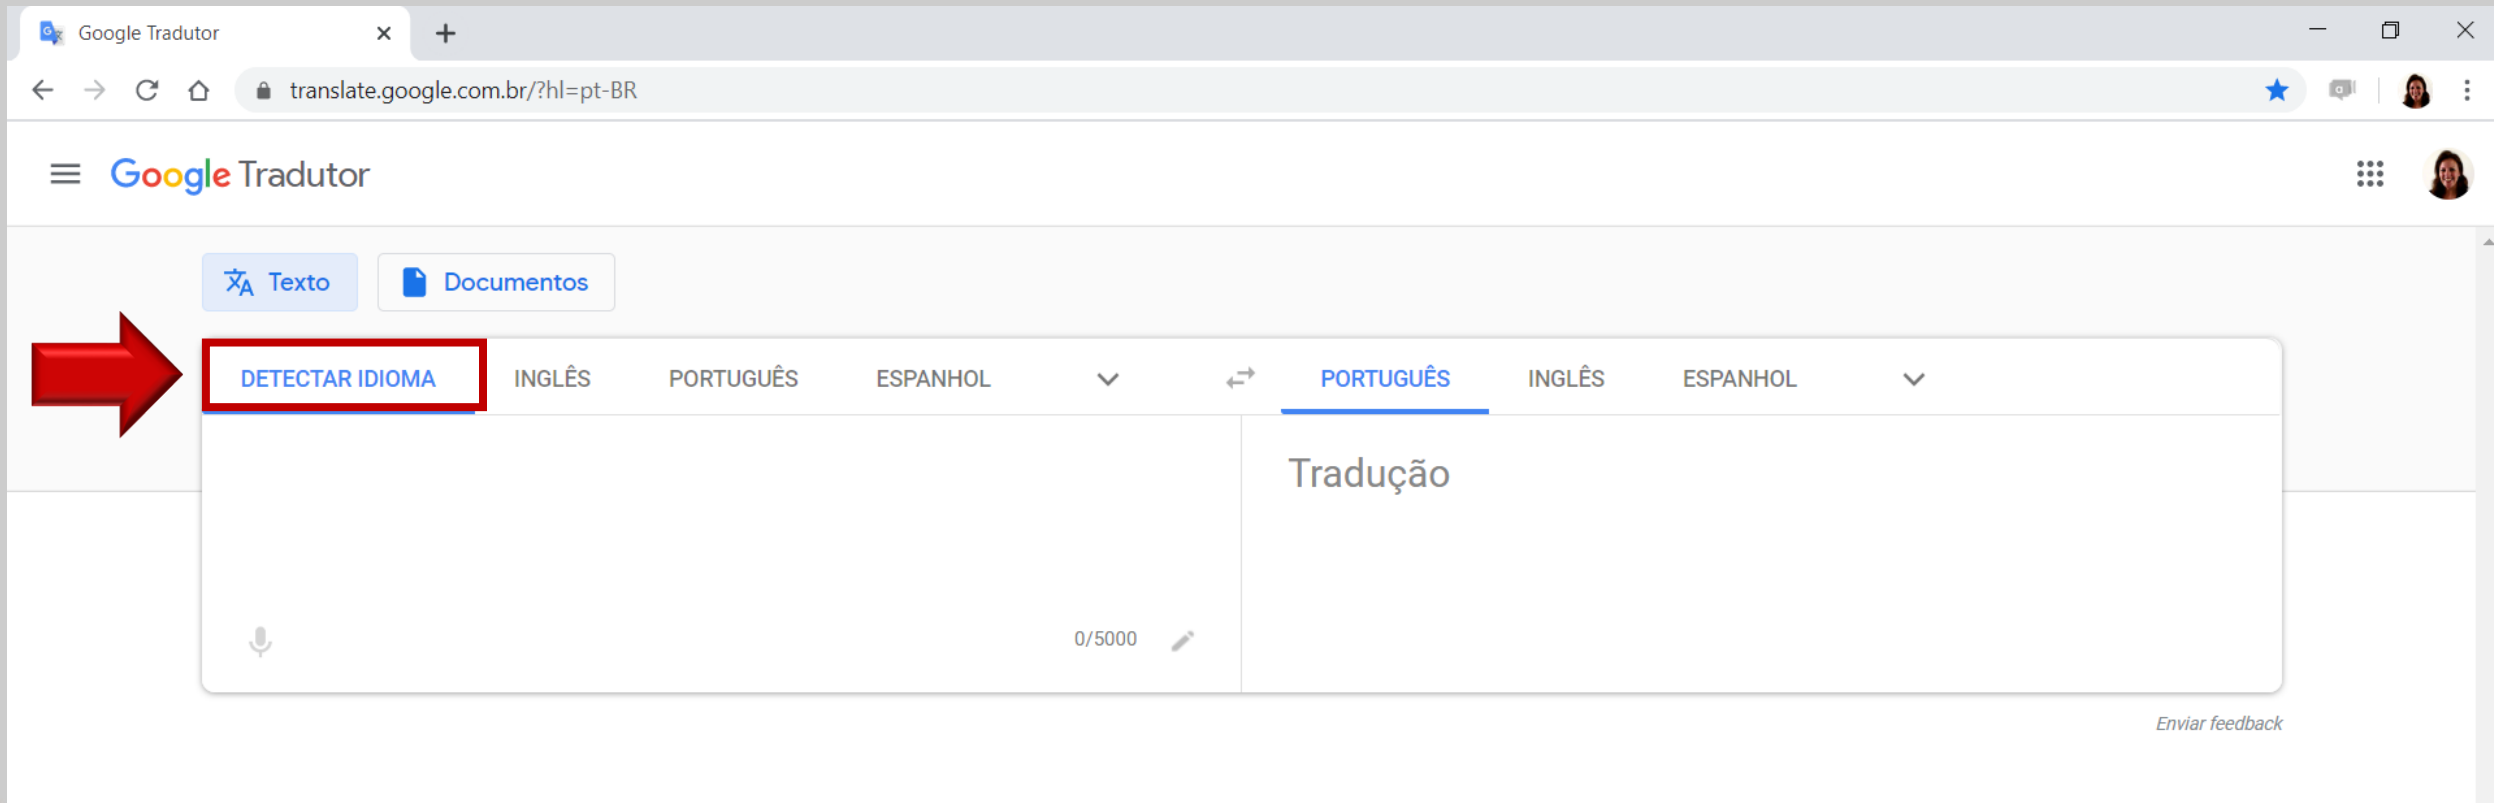 Google Tradutor
translate.google.com.br/?hl=pt-BR
Google Tradutor
Texto
Documentos
DETECTAR IDIOMA INGLÊS PORTUGUÊS ESPANHOL PORTUGUÊS INGLÊS ESPANHOL
Tradução
0/5000
Enviar feedback